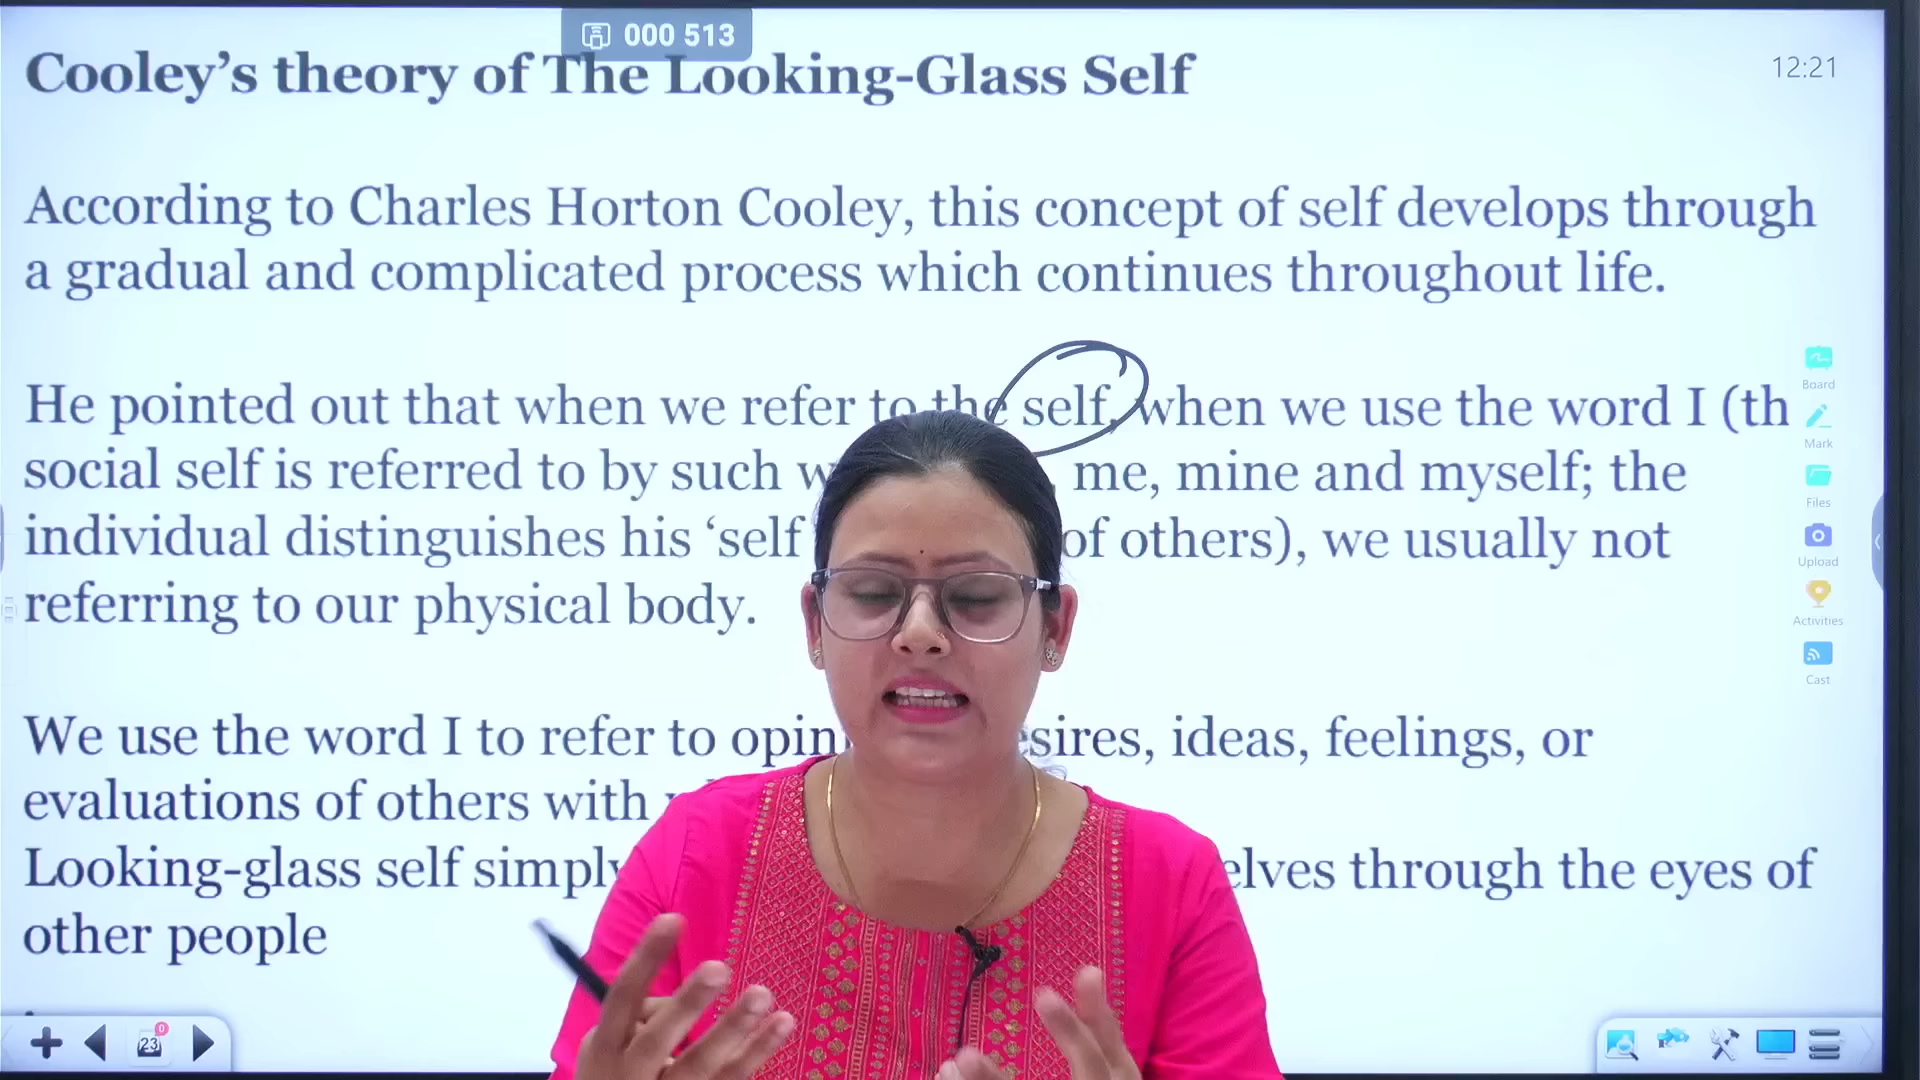 000 513
Cooley's theory of The Looking-Glass Self
12:21
According to Charles Horton Cooley, this concept of self develops through
a gradual and complicated process which continues throughout life.
He pointed out that when we refer to the self, when we use the word I (th
social self is referred to by such me, mine and myself; the
individual distinguishes his ‘self of others), we usually not
referring to our physical body.
We use the word I to refer to ideas, feelings, or
evaluations of others with
Looking-glass self through the eyes of
other people
Board
Mark
Files
Upload
Activities
Cast
0
23